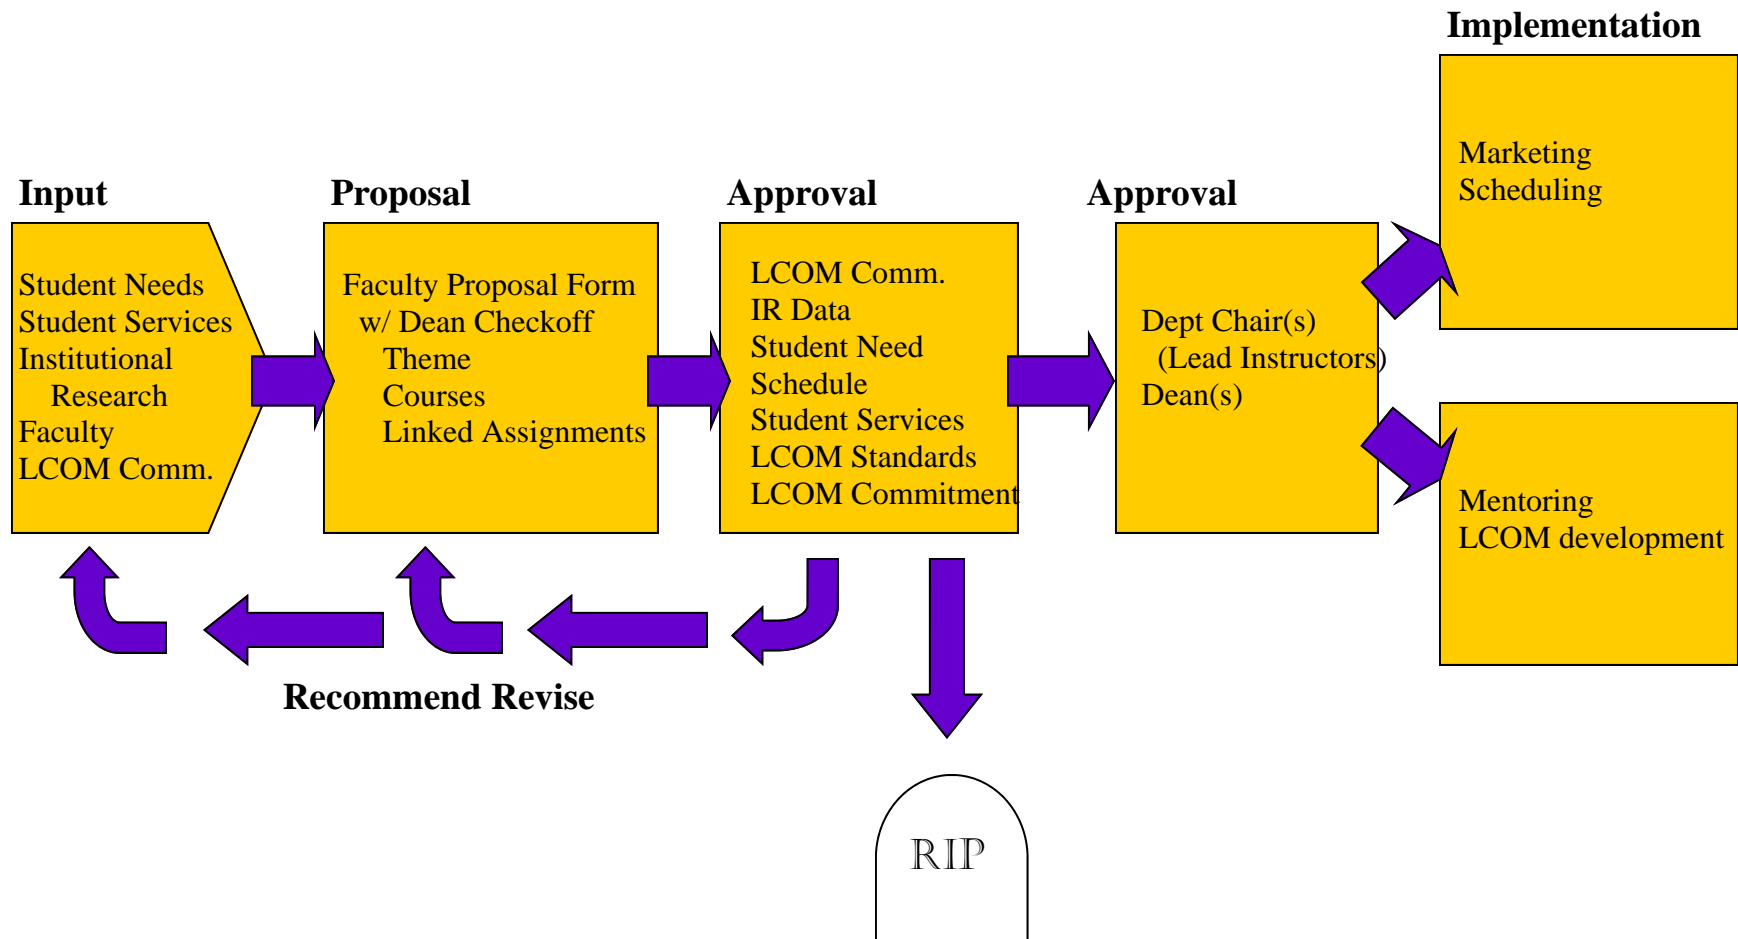 Implementation
Marketing
Scheduling
Input
Student Needs
Student Services
Institutional
Research
Faculty
LCOM Comm.
Proposal
Faculty Proposal Form
w/ Dean Checkoff
Theme
Courses
Linked Assignments
Approval
LCOM Comm.
IR Data
Student Need
Schedule
Student Services
LCOM Standards
LCOM Commitment
Approval
Dept Chair(s)
(Lead Instructors)
Dean(s)
Mentoring
LCOM development
Recommend Revise
RIP